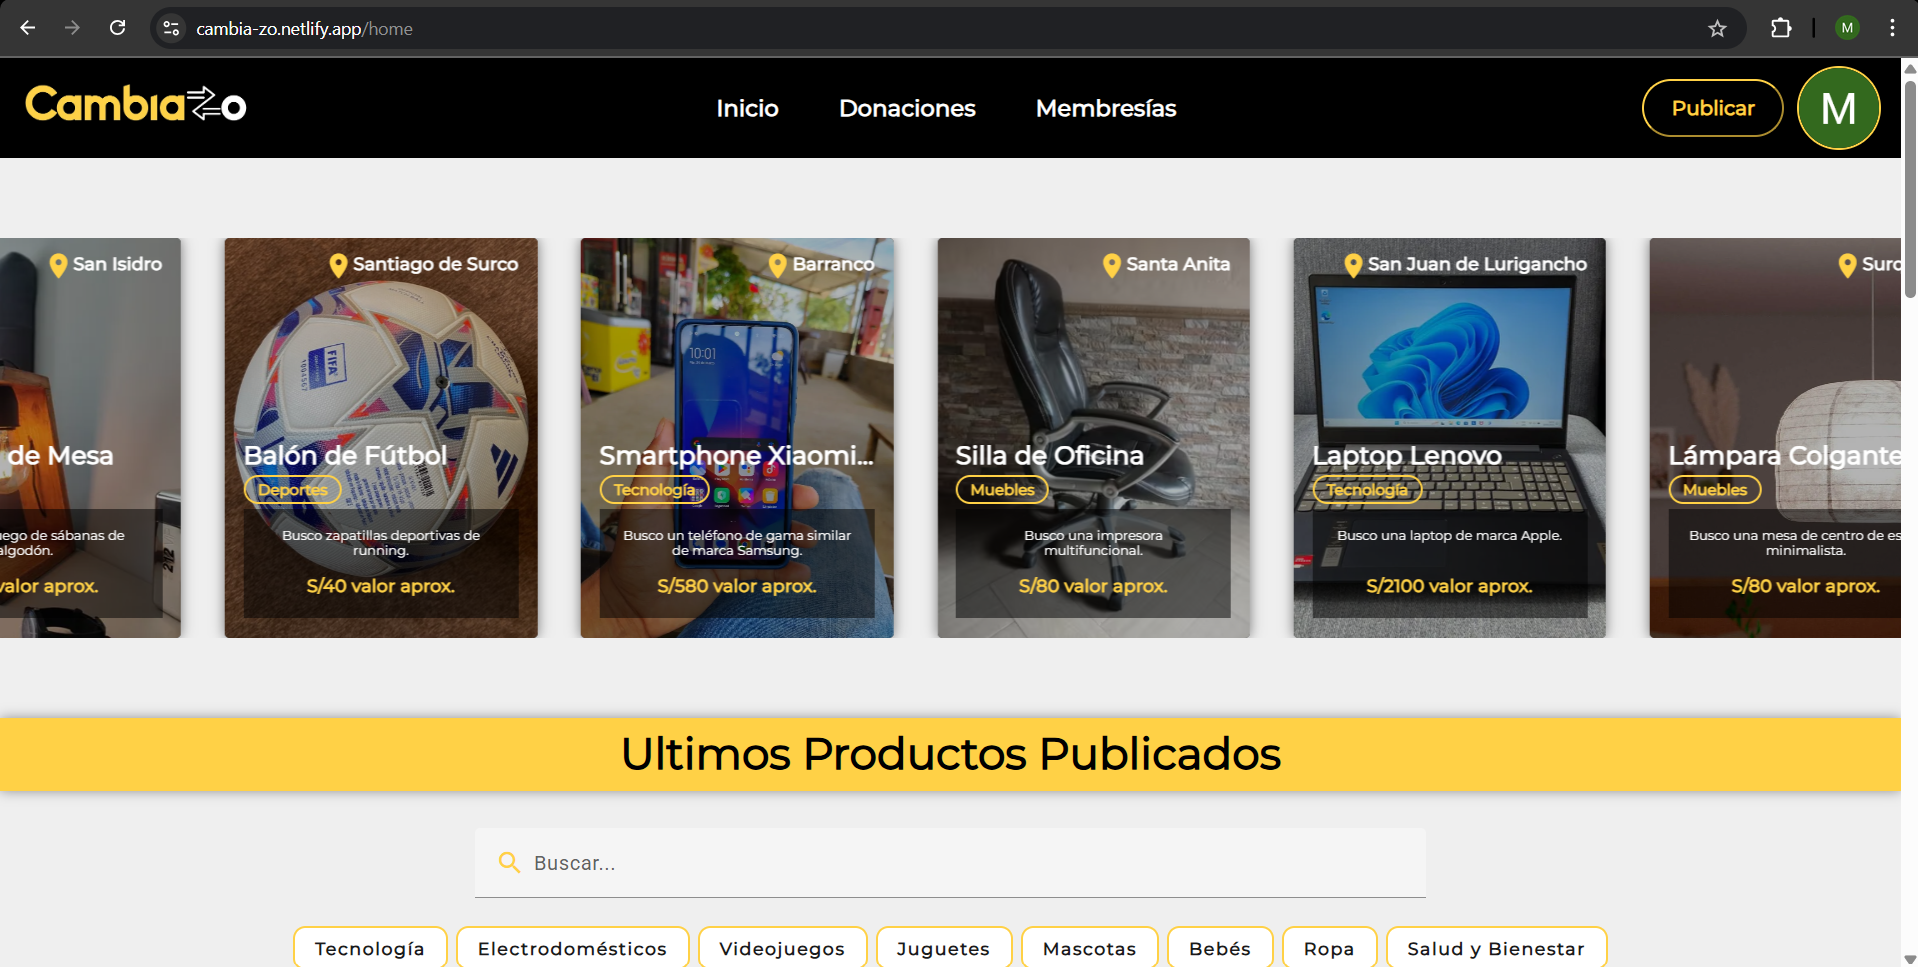 cambia-zo.netlify.app/home
M
Cambiazo
Inicio
Donaciones
Membresías
Publicar
M
San Isidro
de Mesa
uego de sábanas de
algodón.
valor aprox.
Santiago de Surco
Balón de Fútbol
Deportes
Busco zapatillas deportivas de
running.
S/40 valor aprox.
Barranco
10:01
Smartphone Xiaomi...
Tecnología
Busco un teléfono de gama similar
de marca Samsung.
S/580 valor aprox.
Santa Anita
Silla de Oficina
Muebles
Busco una impresora
multifuncional.
S/80 valor aprox.
San Juan de Lurigancho
Laptop Lenovo
Tecnología
Busco una laptop de marca Apple.
S/2100 valor aprox.
Surc
Lámpara Colgante
Muebles
Busco una mesa de centro de es
minimalista.
S/80 valor aprox.
FIFA
Ultimos Productos Publicados
Buscar...
Tecnología
Electrodomésticos
Videojuegos
Juguetes
Mascotas
Bebés
Ropa
Salud y Bienestar